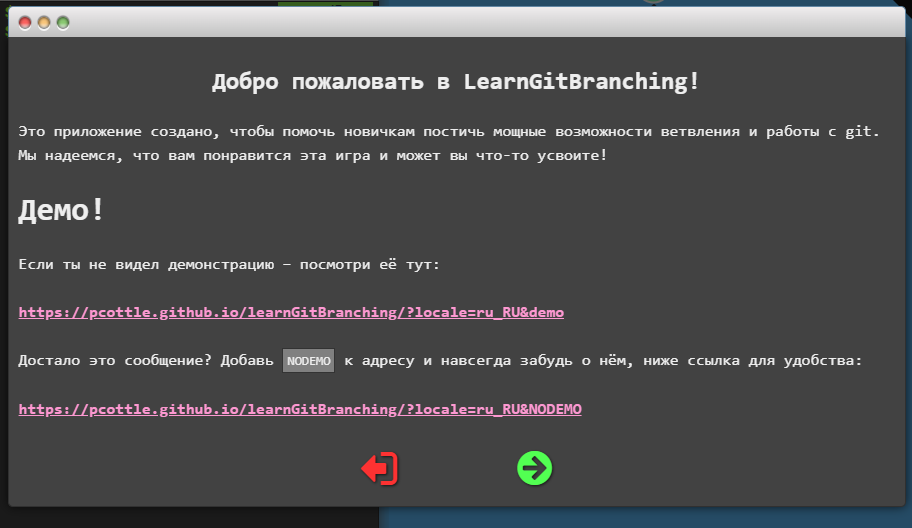 Добро пожаловать в LearnGitBranching!
Это приложение создано, чтобы помочь новичкам постичь мощные возможности ветвления и работы с git.
Мы надеемся, что вам понравится эта игра и может вы что-то усвоите!
Демо!
Если ты не видел демонстрацию – посмотри её тут:
https://pcottle.github.io/learnGitBranching/?locale=ru_RU&demo
Достало это сообщение? Добавь NODEMO к адресу и навсегда забудь о нём, ниже ссылка для удобства:
https://pcottle.github.io/learnGitBranching/?locale=ru_RU&NODEMO